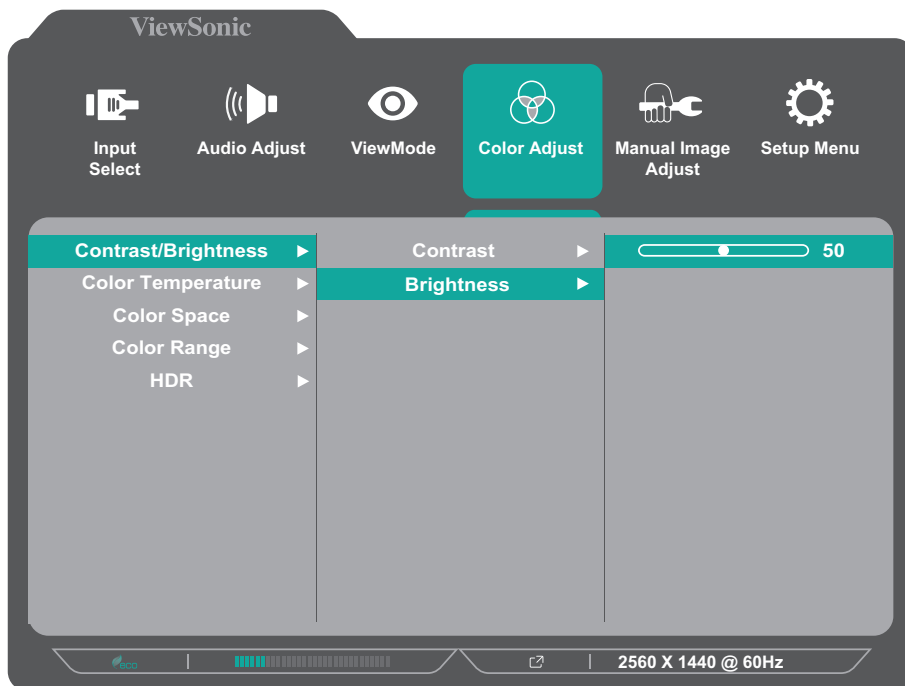 ViewSonic
Input Select
Audio Adjust
ViewMode
Color Adjust
Manual Image Adjust
Setup Menu
Contrast/Brightness
Color Temperature
Color Space
Color Range
HDR
Contrast
Brightness
50
eco
2560 X 1440 @ 60Hz